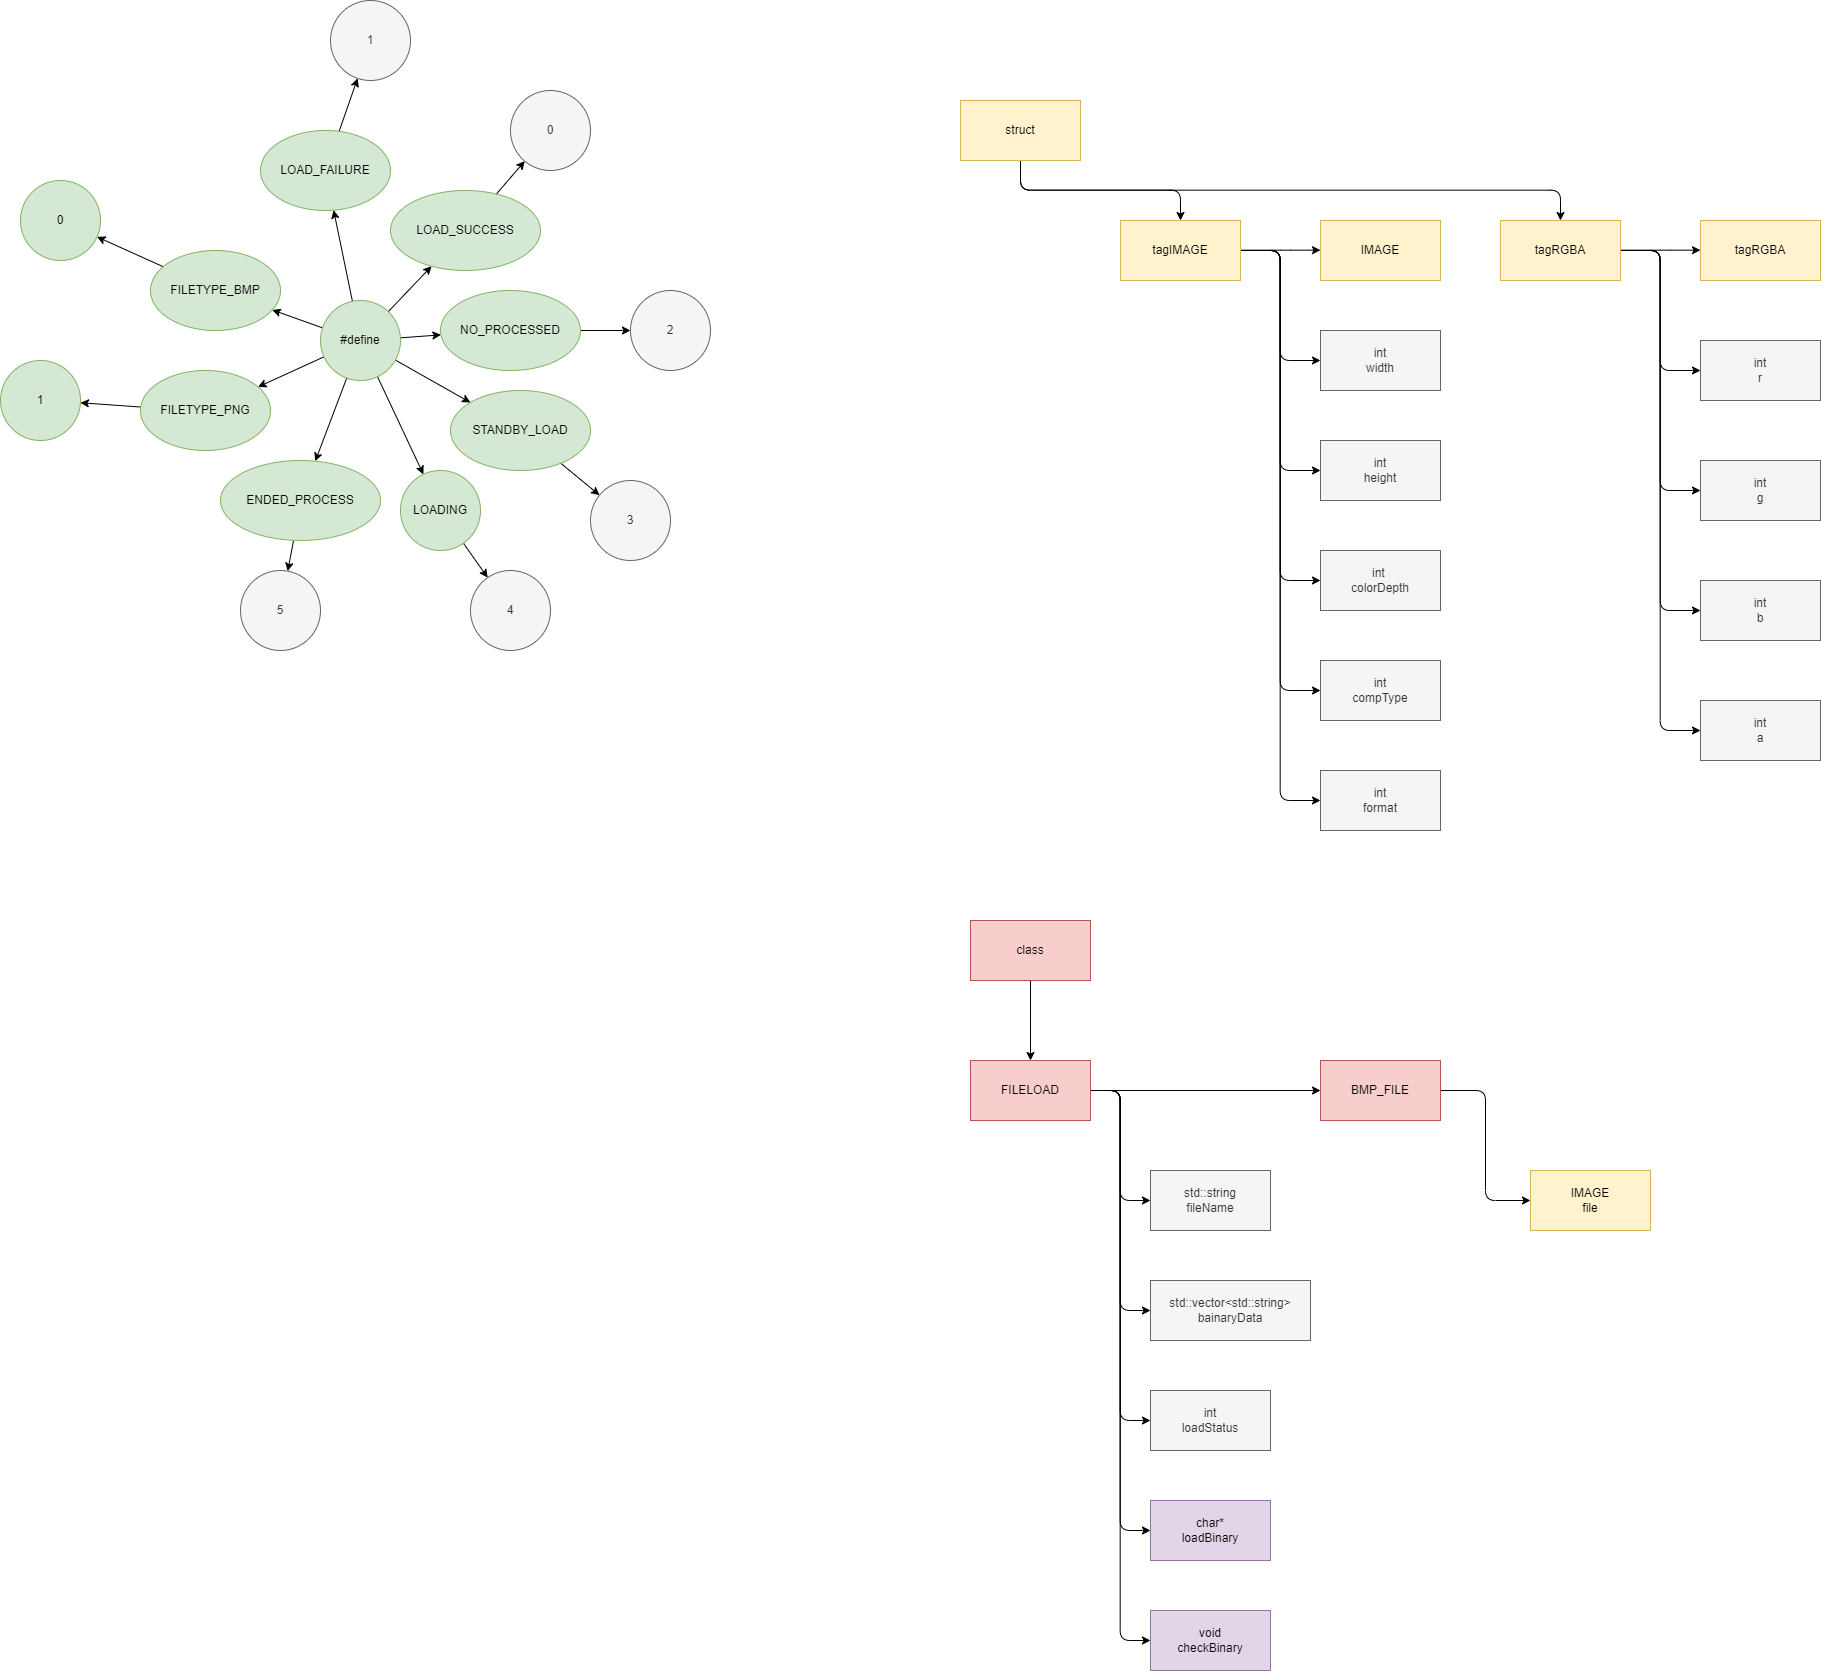 1
0
LOAD_FAILURE
LOAD_SUCCESS
0
FILETYPE_BMP
NO_PROCESSED
2
#define
FILETYPE_PNG
1
STANDBY_LOAD
ENDED_PROCESS
LOADING
3
5
4
struct
tagIMAGE
IMAGE
tagRGBA
tagRGBA
int
width
int
height
int
colorDepth
int
compType
int
format
int
r
int
g
int
b
int
a
class
FILELOAD
BMP_FILE
IMAGE
file
std::string
fileName
std::vector<std::string>
bainaryData
int
loadStatus
char*
loadBinary
void
checkBinary